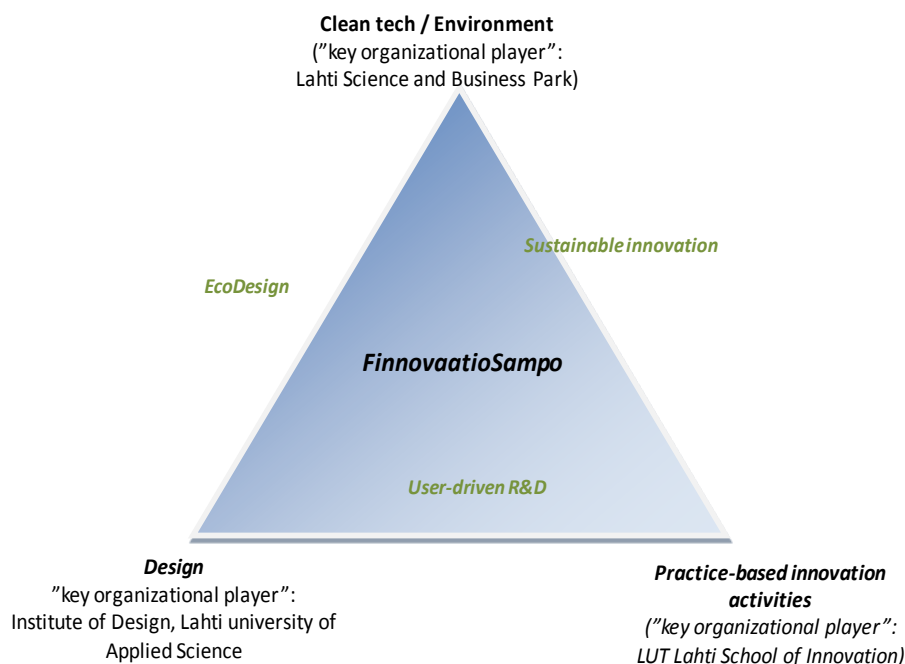 Clean tech / Environment
(”key organizational player”:
Lahti Science and Business Park)
Sustainable innovation
EcoDesign
FinnovaatioSampo
User-driven R&D
Design
”key organizational player”:
Institute of Design, Lahti university of
Applied Science
Practice-based innovation
activities
(”key organizational player”:
LUT Lahti School of Innovation)